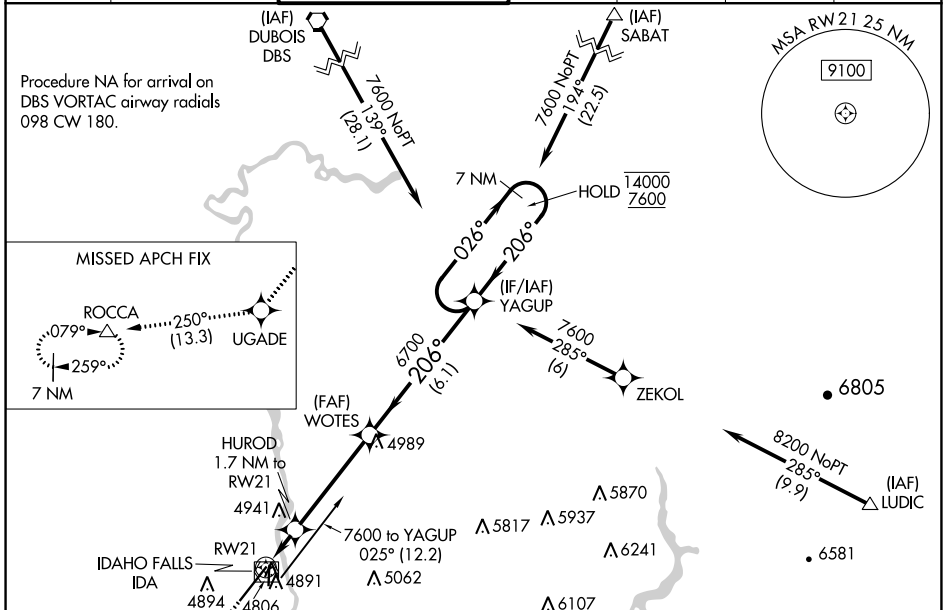 (IAF)
DUBOIS
DBS
(IAF)
SABAT
MSA RW21 25 NM
9100
Procedure NA for arrival on
DBS VORTAC airway radials
098 CW 180.
7600 NoPT
139°
(28.1)
7600 NoPT
194°
(22.5)
7 NM
HOLD
14000
7600
026°
206°
(IF/IAF)
YAGUP
MISSED APCH FIX
ROCCA
079°
250°
(13.3)
UGADE
259°
7 NM
6700
206°
(6.1)
7600
285°
(6)
ZEKOL
6805
(FAF)
WOTES
4989
8200 NoPT
285°
(9.9)
(IAF)
LUDIC
HUROD
1.7 NM to
RW21
4941
5870
5937
5817
7600 to YAGUP
025° (12.2)
6241
6581
RW21
IDAHO FALLS
IDA
4891
5062
4894
4806
6107